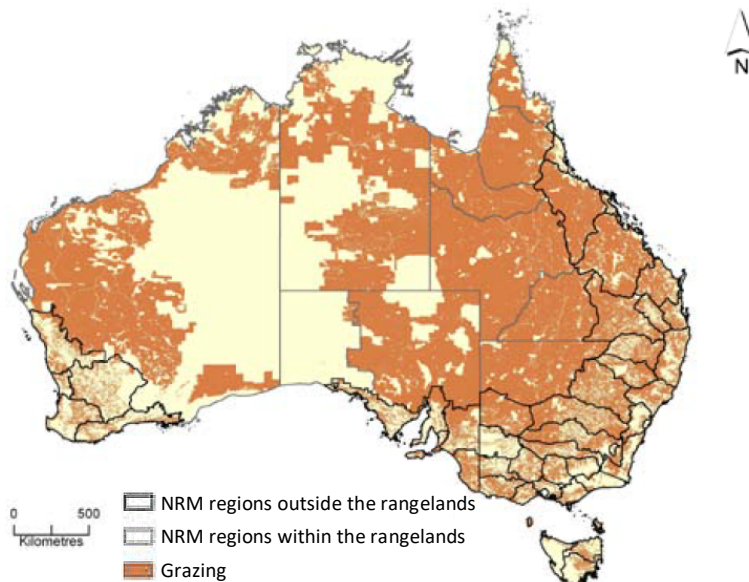 N
NRM regions outside the rangelands
0 500
Kilometres
NRM regions within the rangelands
Grazing